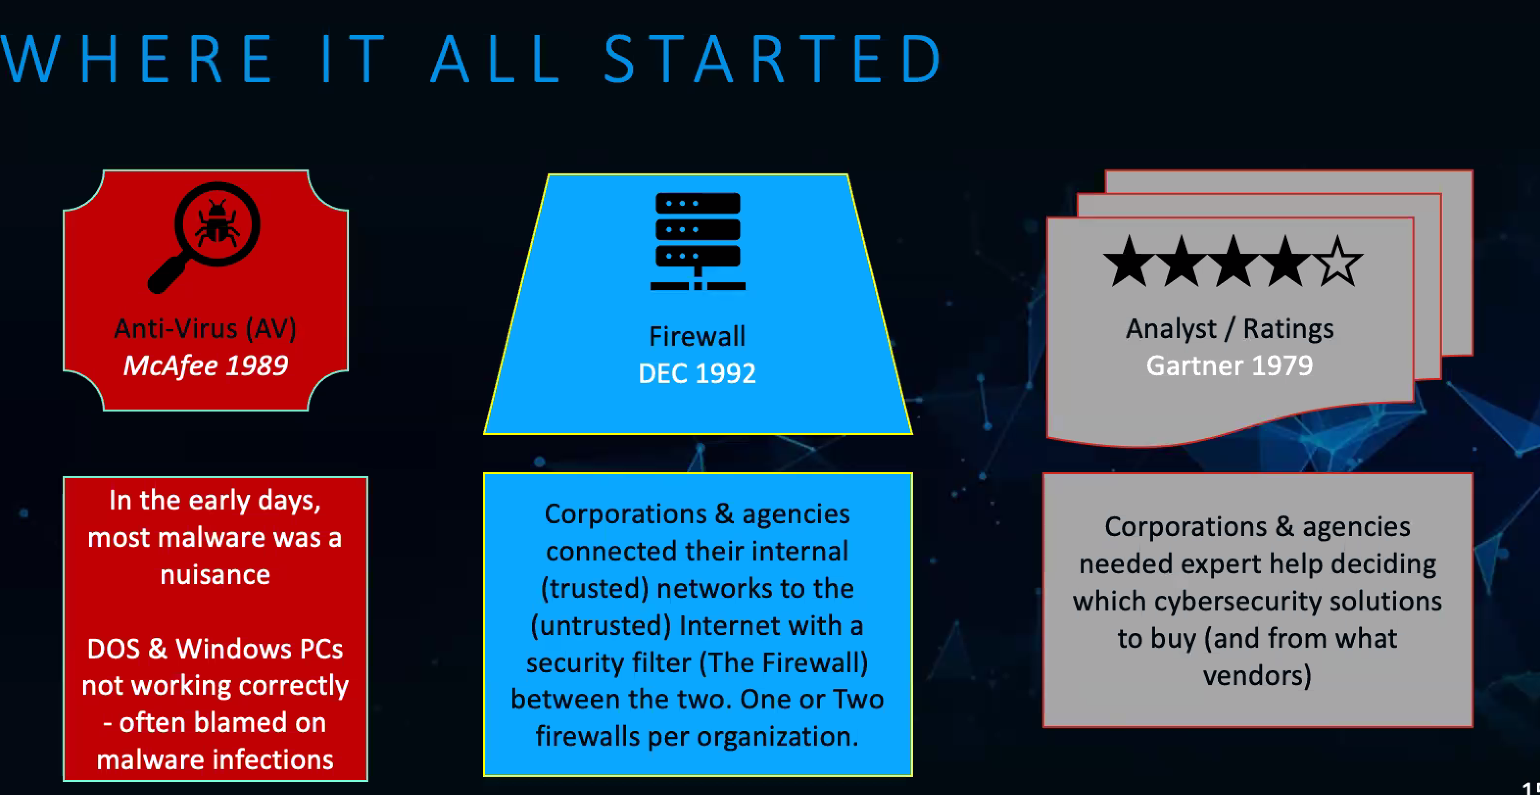 WHERE IT ALL STARTED
Anti-Virus (AV)
McAfee 1989
Firewall
DEC 1992
Analyst / Ratings
Gartner 1979
In the early days,
most malware was a
nuisance
DOS & Windows PCs
not working correctly
- often blamed on
malware infections
Corporations & agencies
connected their internal
(trusted) networks to the
(untrusted) Internet with a
security filter (The Firewall)
between the two. One or Two
firewalls per organization.
Corporations & agencies
needed expert help deciding
which cybersecurity solutions
to buy (and from what
vendors)